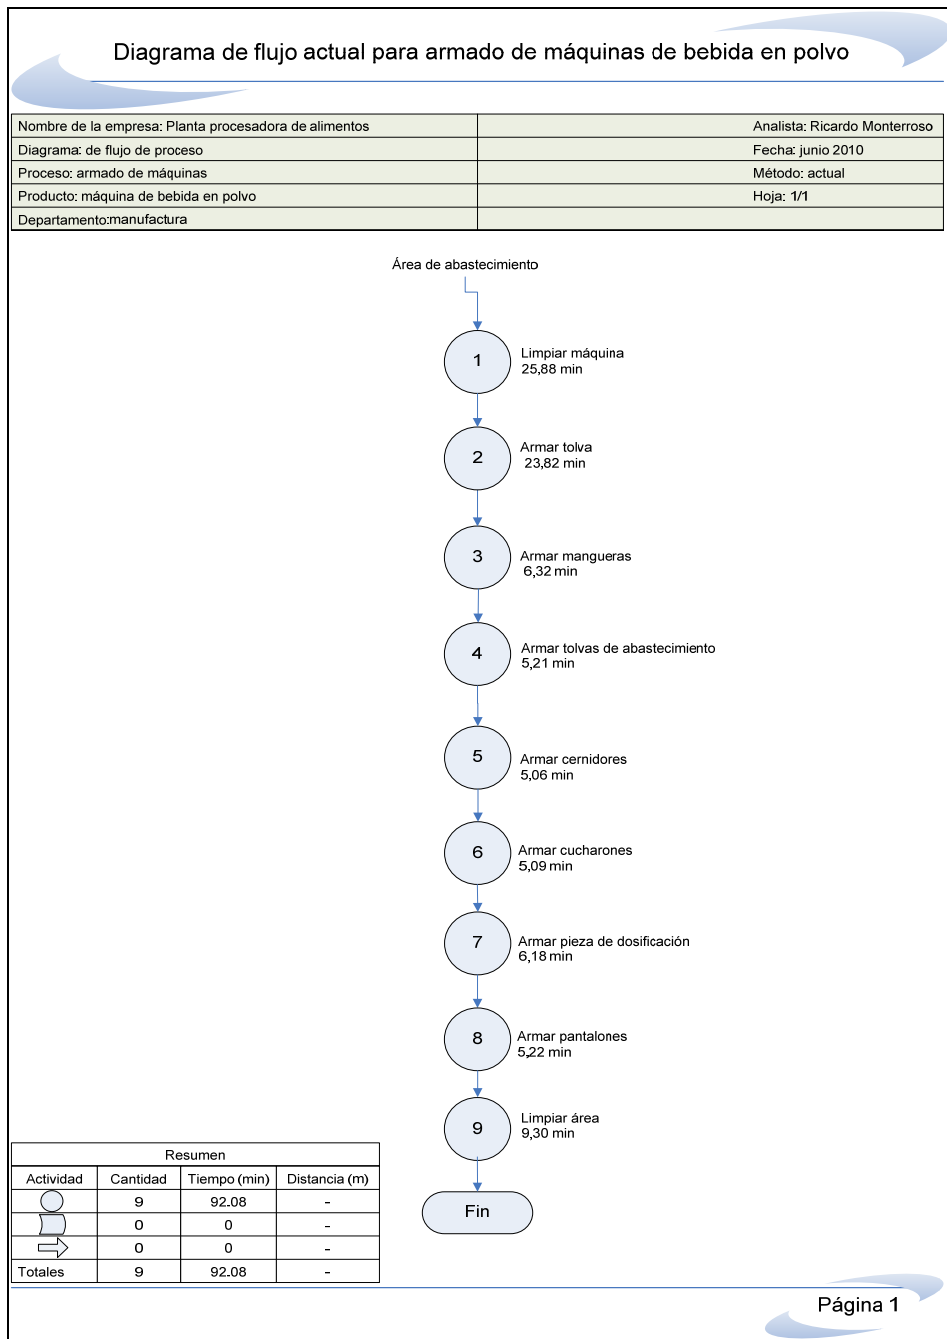 Diagrama de flujo actual para armado de máquinas de bebida en polvo
Nombre de la empresa: Planta procesadora de alimentos Analista: Ricardo Monterroso
Diagrama: de flujo de proceso Fecha: junio 2010
Proceso: armado de máquinas Método: actual
Producto: máquina de bebida en polvo Hoja: 1/1
Departamento:manufactura
Área de abastecimiento
1 Limpiar máquina
25,88 min
2 Armar tolva
23,82 min
3 Armar mangueras
6,32 min
4 Armar tolvas de abastecimiento
5,21 min
5 Armar cernidores
5,06 min
6 Armar cucharones
5,09 min
7 Armar pieza de dosificación
6,18 min
8 Armar pantalones
5,22 min
9 Limpiar área
9,30 min
Fin
Resumen
Actividad Cantidad Tiempo (min) Distancia (m)
9 92.08 -
0 0 -
0 0 -
Totales 9 92.08 -
Página 1